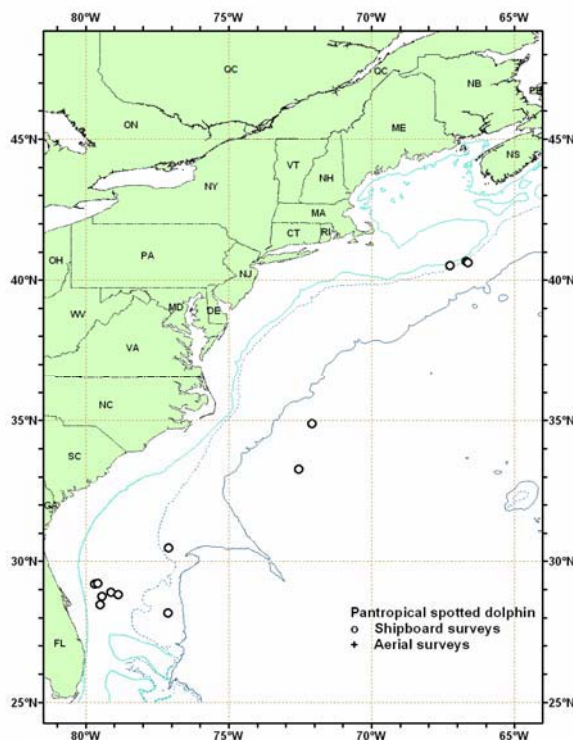 QC
QC
NB
PE
ON
ME
NS
45°N
45°N
VT
NH
NY
MA
CT
RI
OH
PA
NJ
40°N
40°N
MD
DE
WV
VA
35°N
35°N
NC
SC
GA
30°N
30°N
Pantropical spotted dolphin
Shipboard surveys
Aerial surveys
FL
25°N
25°N
80°W
75°W
70°W
65°W
80°W
75°W
70°W
65°W